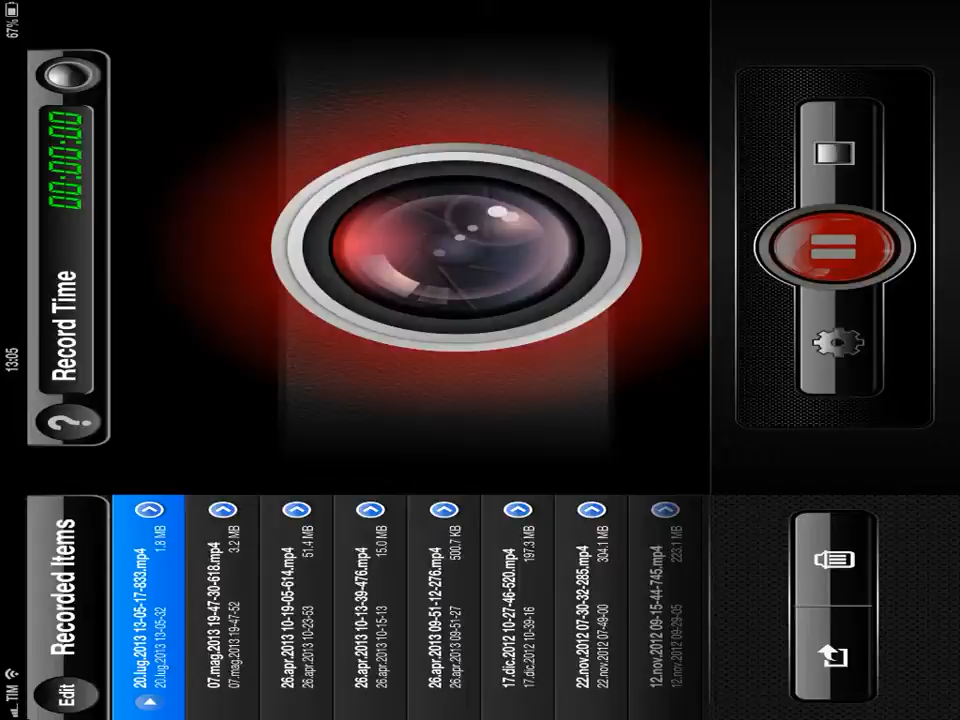 TIM
13:05
67%
Edit
Recorded Items
?
Record Time
00:00:00
20.lug.2013 13-05-17-833.mp4
20.lug.2013 13-05-32
1.8 MB
07.mag.2013 19-47-30-618.mp4
07.mag.2013 19-47-52
3.2 MB
26.apr.2013 10-19-05-614.mp4
26.apr.2013 10-23-53
51.4 MB
26.apr.2013 10-13-39-476.mp4
26.apr.2013 10-15-13
15.0 MB
26.apr.2013 09-51-12-276.mp4
26.apr.2013 09-51-27
500.7 KB
17.dic.2012 10-27-46-520.mp4
17.dic.2012 10-39-16
197.3 MB
22.nov.2012 07-30-32-285.mp4
22.nov.2012 07-49-00
304.1 MB
12.nov.2012 09-15-44-745.mp4
12.nov.2012 09-29-05
223.1 MB